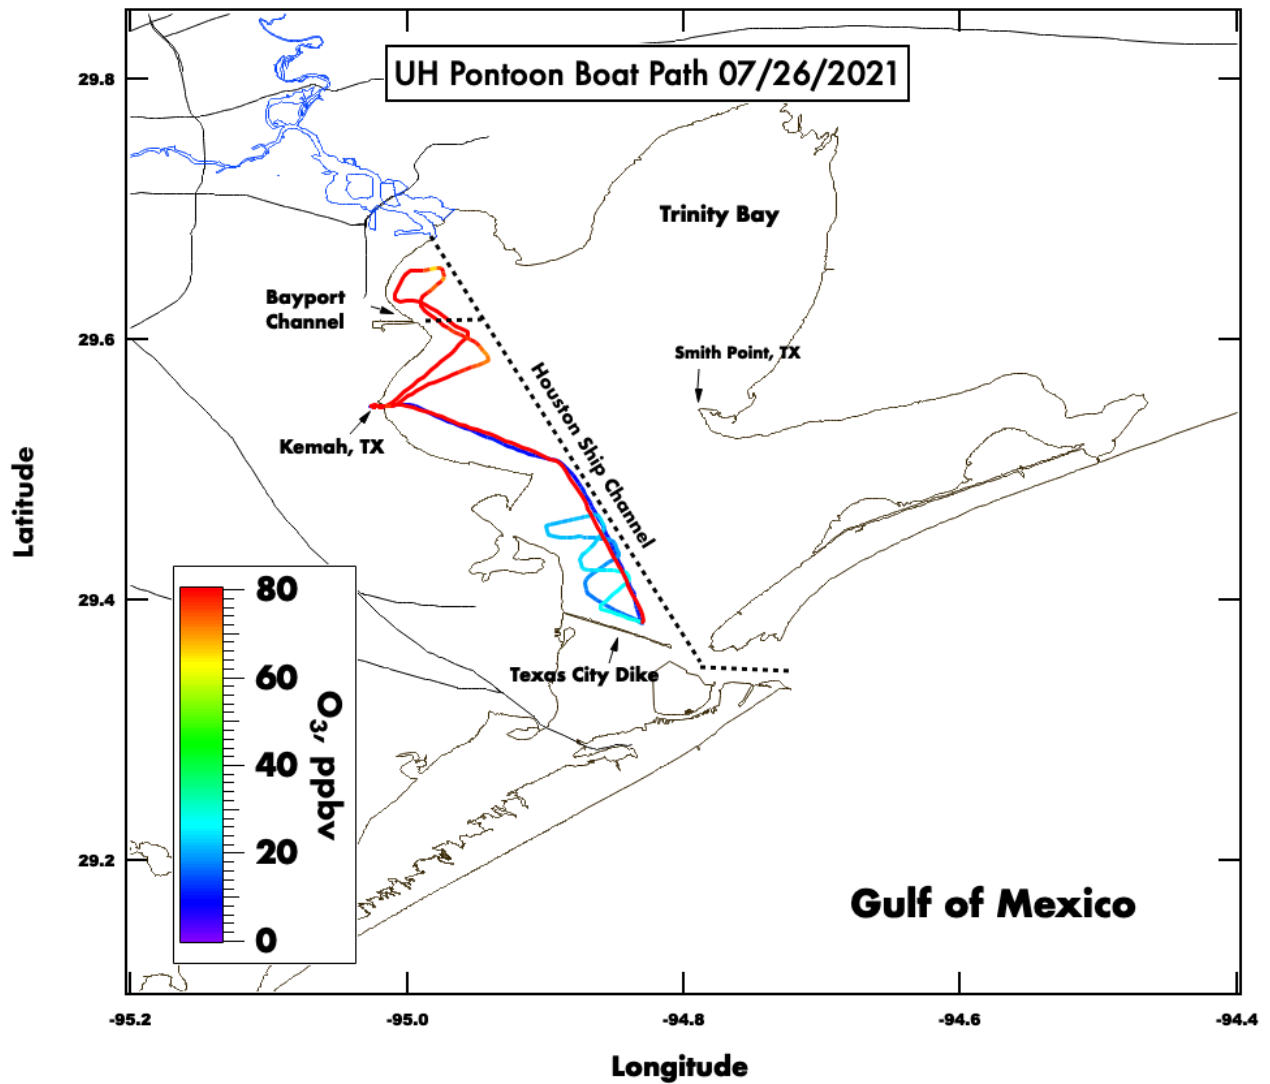 UH Pontoon Boat Path 07/26/2021
29.8
Trinity Bay
Bayport
Channel
29.6
Smith Point, TX
Houston Ship Channel
Kemah, TX
Latitude
29.4
Texas City Dike
80
60
40
20
0
O3, ppbv
29.2
Gulf of Mexico
-95.2
-95.0
-94.8
-94.6
-94.4
Longitude